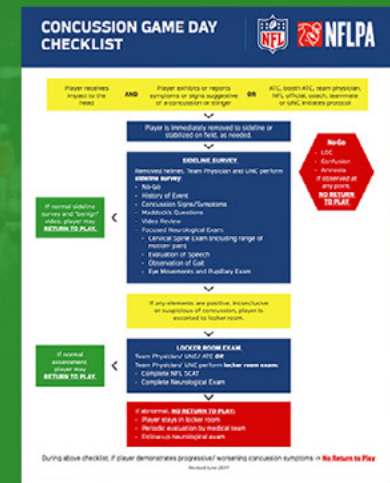 CONCUSSION GAME DAY
CHECKLIST
NFL
NFLPA
Player receives
impact to the
head
AND
Player exhibits or reports
symptoms or signs suggestive
of a concussion or stinger
OR
ATC, booth ATC, team physician,
NFL official, coach, teammate
or UNC initiates protocol
Player is immediately removed to sideline or
stabilized on field, as needed.
No-Go
- LOC
- Confusion
- Amnesia
If observed at
any point,
NO RETURN
TO PLAY
SIDELINE SURVEY
Removed helmet, Team Physician and UNC perform
sideline survey:
- No-Go
- History of Event
- Concussion Signs/Symptoms
- Maddock's Questions
- Video Review
- Focused Neurological Exam:
- Cervical Spine Exam (including range of
motion/ pain)
- Evaluation of Speech
- Observation of Gait
- Eye Movements and Pupillary Exam
If normal sideline
survey and "benign"
video, player may
RETURN TO PLAY.
If any elements are positive, inconclusive
or suspicious of concussion, player is
escorted to locker room.
LOCKER ROOM EXAM
Team Physician/ UNC/ ATC OR
Team Physician/ UNC perform locker room exam:
- Complete NFL SCAT
- Complete Neurological Exam
If normal
assessment,
player may
RETURN TO PLAY.
If abnormal, NO RETURN TO PLAY:
- Player stays in locker room
- Periodic evaluation by medical team
- neurological exam
During above checklist, if player demonstrates progressive/ worsening concussion symptoms -> No Return to Play
Revised June 2017